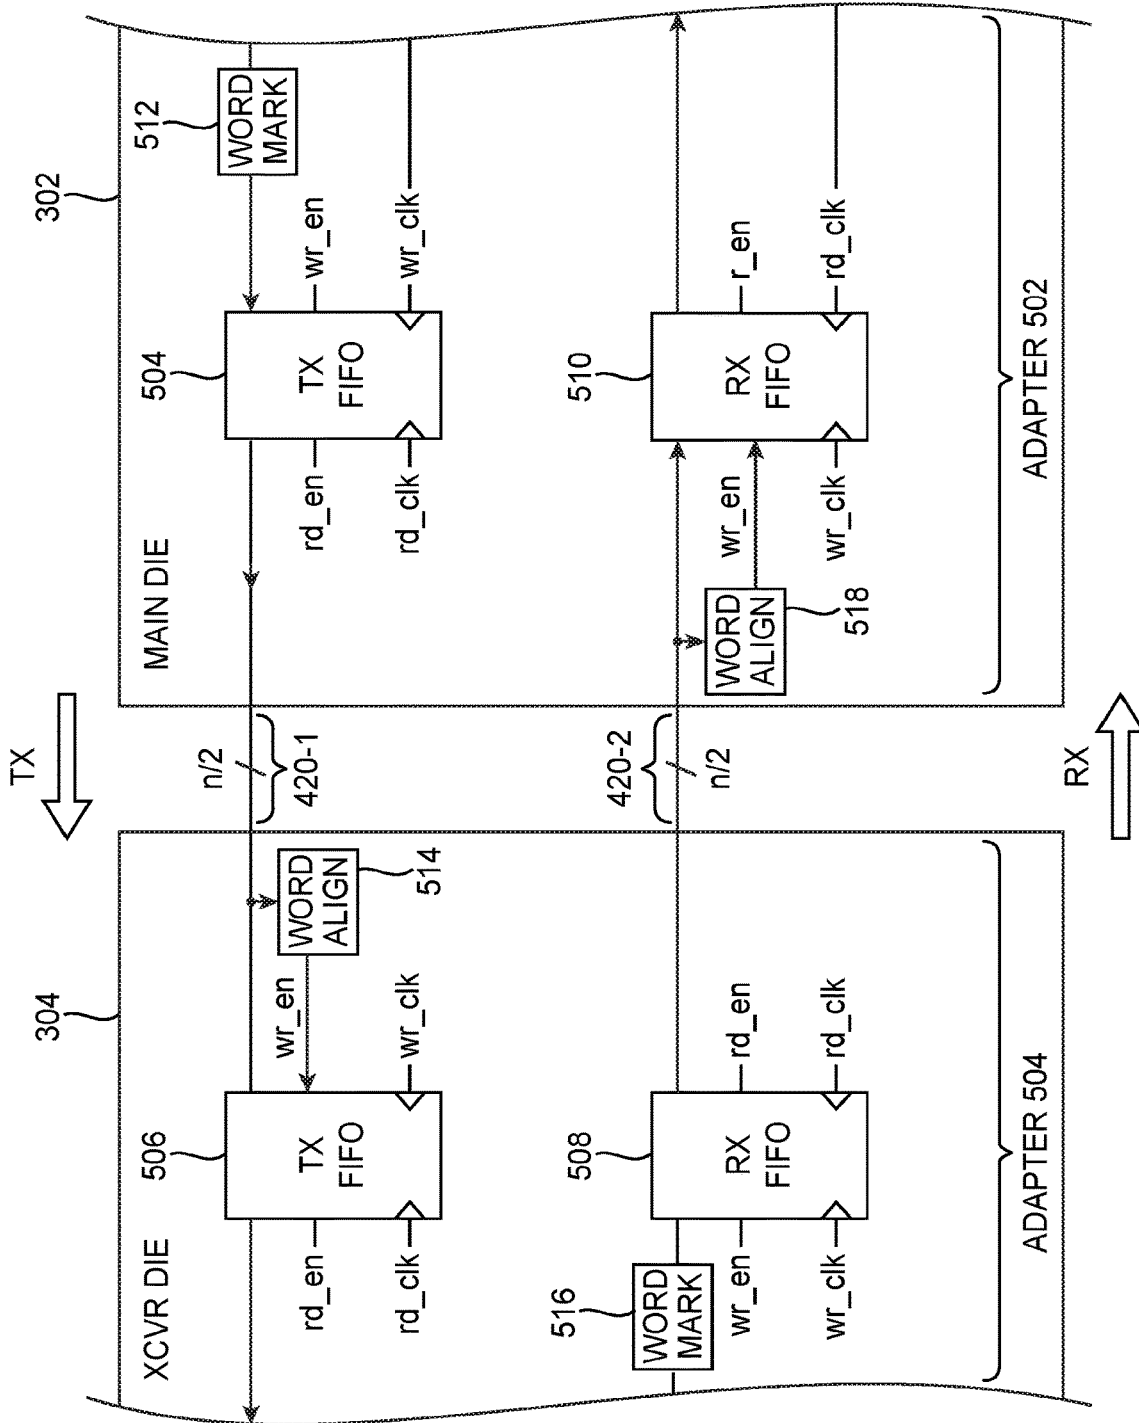 TX
304
302
XCVR DIE
506
MAIN DIE
504
512
n/2
WORD
MARK
420-1
rd_en
TX
FIFO
wr_en
WORD
ALIGN
514
rd_en
TX
FIFO
wr_en
rd_clk
wr_clk
rd_clk
wr_clk
516
508
420-2
510
n/2
WORD
MARK
wr_en
RX
FIFO
rd_en
WORD
ALIGN
518
wr_en
RX
FIFO
r_en
wr_clk
rd_clk
wr_clk
rd_clk
ADAPTER 504
ADAPTER 502
RX